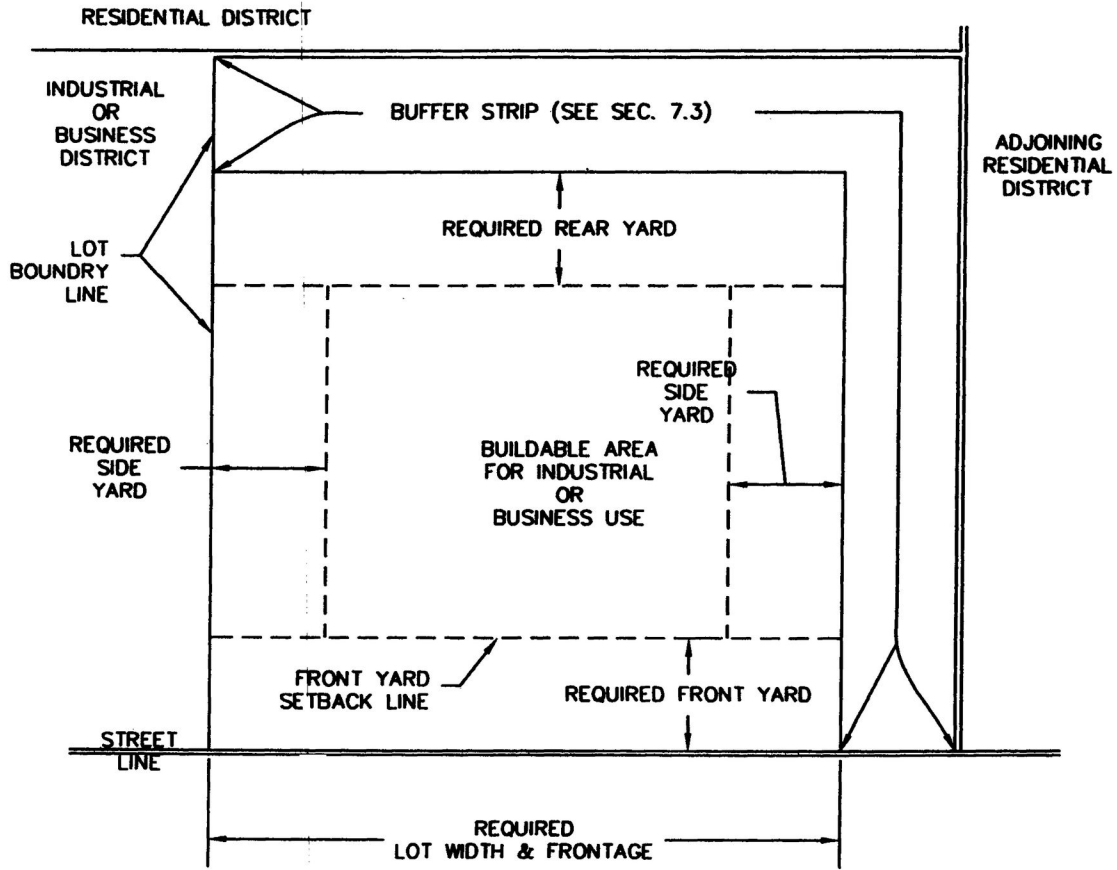 RESIDENTIAL DISTRICT
INDUSTRIAL
OR
BUSINESS
DISTRICT
BUFFER STRIP (SEE SEC. 7.3)
ADJOINING
RESIDENTIAL
DISTRICT
LOT
BOUNDRY
LINE
REQUIRED REAR YARD
REQUIRED
SIDE
YARD
REQUIRED
SIDE
YARD
BUILDABLE AREA
FOR INDUSTRIAL
OR
BUSINESS USE
FRONT YARD
SETBACK LINE
REQUIRED FRONT YARD
STREET
LINE
REQUIRED
LOT WIDTH & FRONTAGE